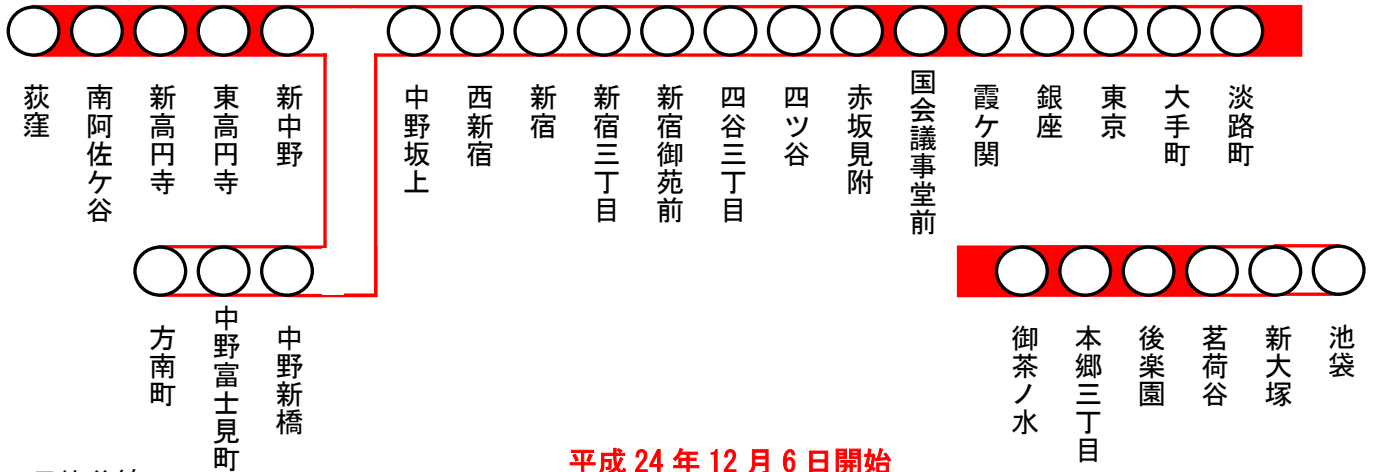 荻窪
南阿佐ケ谷
新高円寺
東高円寺
新中野
中野坂上
西新宿
新宿
新宿三丁目
新宿御苑前
四谷三丁目
四ツ谷
赤坂見附
国会議事堂前
霞ケ関
銀座
東京
大手町
淡路町
方南町
中野富士見町
中野新橋
御茶ノ水
本郷三丁目
後楽園
茗荷谷
新大塚
池袋
平成 24 年 12 月 6 日開始